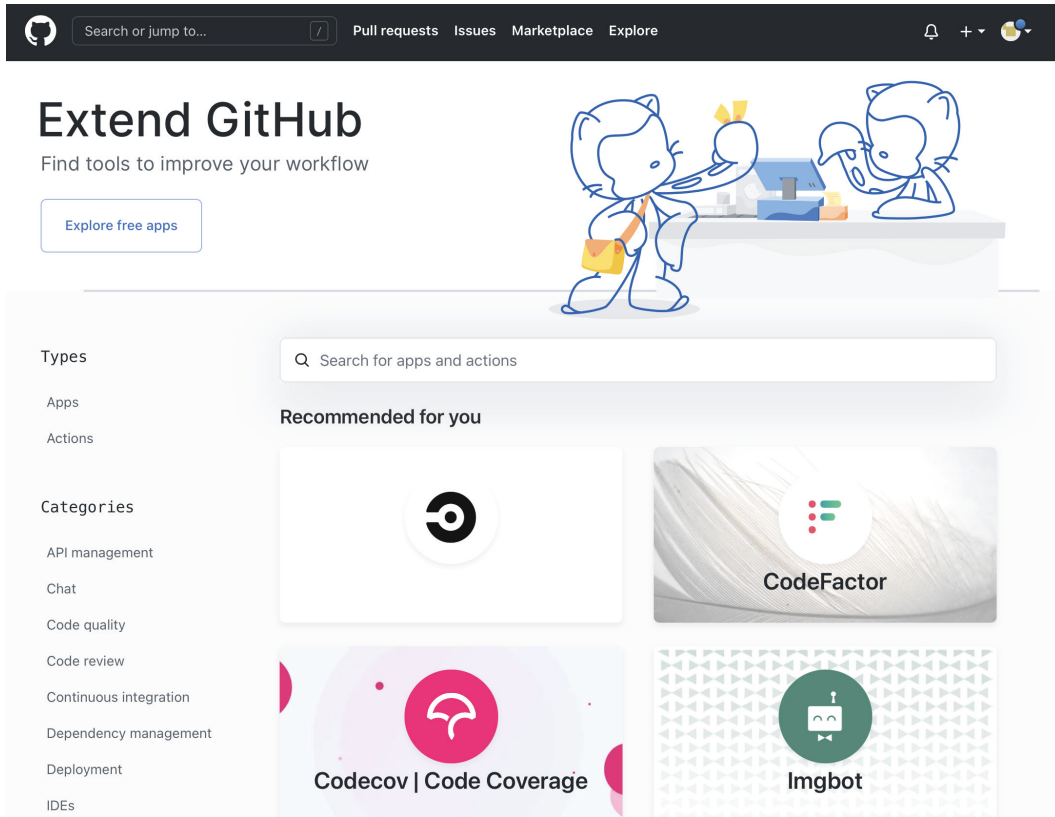 Search or jump to...
/
Pull requests
Issues
Marketplace
Explore
Extend GitHub
Find tools to improve your workflow
Explore free apps
Types
Apps
Actions
Categories
API management
Chat
Code quality
Code review
Continuous integration
Dependency management
Deployment
IDEs
Search for apps and actions
Recommended for you
CodeFactor
Codecov | Code Coverage
Imgbot